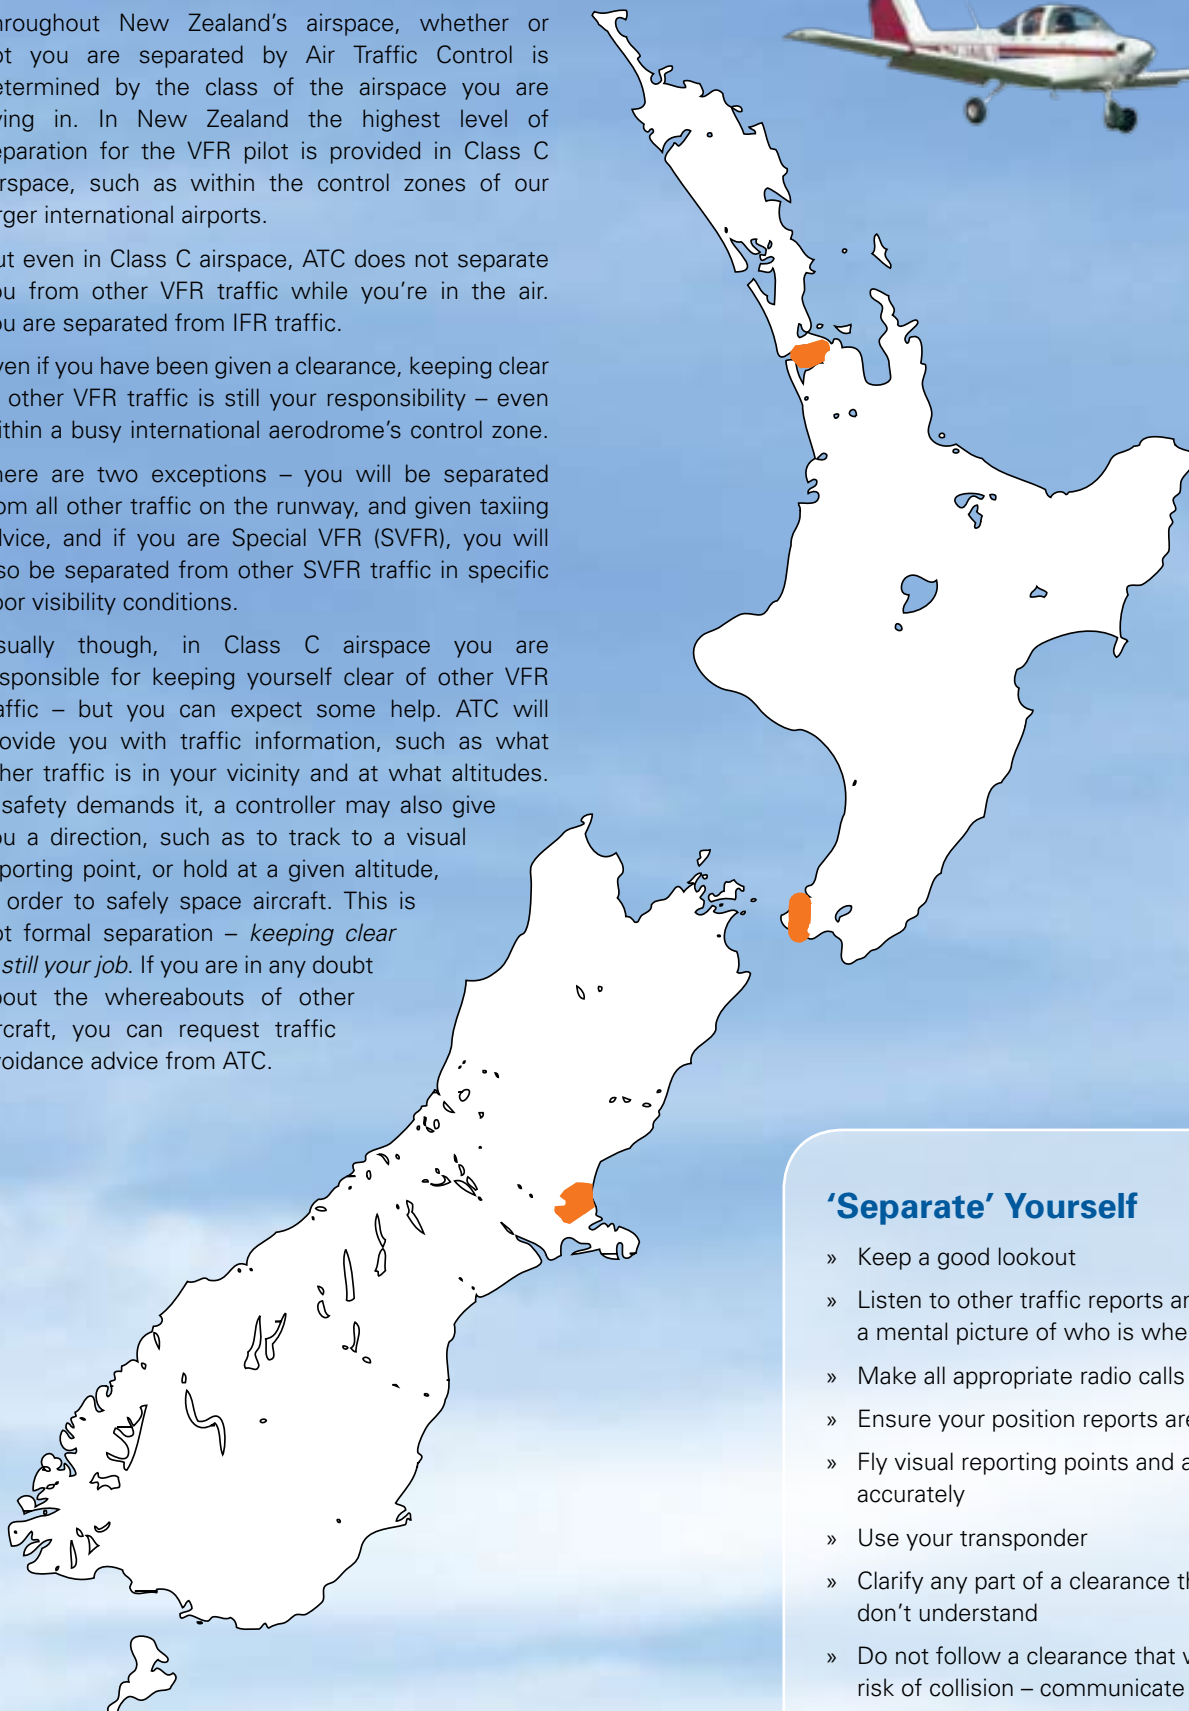 hroughout New Zealand's airspace, whether or
ot you are separated by Air Traffic Control is
etermined by the class of the airspace you are
ying in. In New Zealand the highest level of
eparation for the VFR pilot is provided in Class C
rspace, such as within the control zones of our
rger international airports.
ut even in Class C airspace, ATC does not separate
ou from other VFR traffic while you're in the air.
ou are separated from IFR traffic.
ven if you have been given a clearance, keeping clear
other VFR traffic is still your responsibility – even
ithin a busy international aerodrome's control zone.
here are two exceptions – you will be separated
om all other traffic on the runway, and given taxiing
dvice, and if you are Special VFR (SVFR), you will
so be separated from other SVFR traffic in specific
oor visibility conditions.
sually though, in Class C airspace you are
sponsible for keeping yourself clear of other VFR
affic – but you can expect some help. ATC will
ovide you with traffic information, such as what
her traffic is in your vicinity and at what altitudes.
safety demands it, a controller may also give
ou a direction, such as to track to a visual
porting point, or hold at a given altitude,
order to safely space aircraft. This is
ot formal separation – keeping clear
still your job. If you are in any doubt
bout the whereabouts of other
rcraft, you can request traffic
voidance advice from ATC.
'Separate' Yourself
» Keep a good lookout
» Listen to other traffic reports an
a mental picture of who is whe
» Make all appropriate radio calls
» Ensure your position reports are
» Fly visual reporting points and a
accurately
» Use your transponder
» Clarify any part of a clearance th
don't understand
» Do not follow a clearance that v
risk of collision – communicate